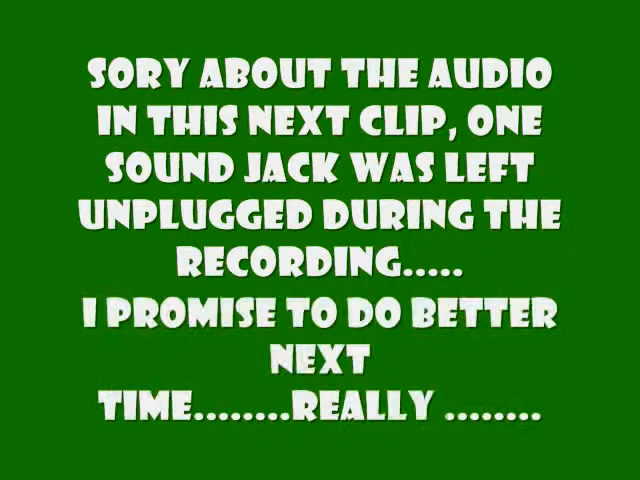 SORY ABOUT THE AUDIO
IN THIS NEXT CLIP, ONE
SOUND JACK WAS LEFT
UNPLUGGED DURING THE
RECORDING.....
I PROMISE TO DO BETTER
NEXT
TIME........REALLY ........